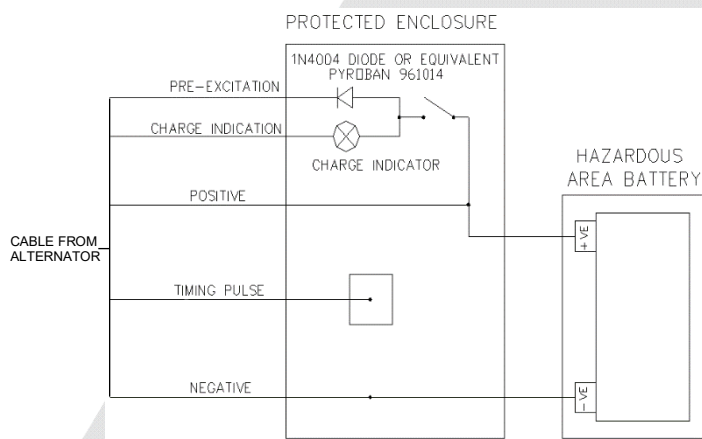 PROTECTED ENCLOSURE
1N4004 DIODE OR EQUIVALENT
PYROBAN 961014
PRE-EXCITATION
CHARGE INDICATION
CHARGE INDICATOR
HAZARDOUS
AREA BATTERY
POSITIVE
+VE
CABLE FROM
ALTERNATOR
TIMING PULSE
NEGATIVE
-VE